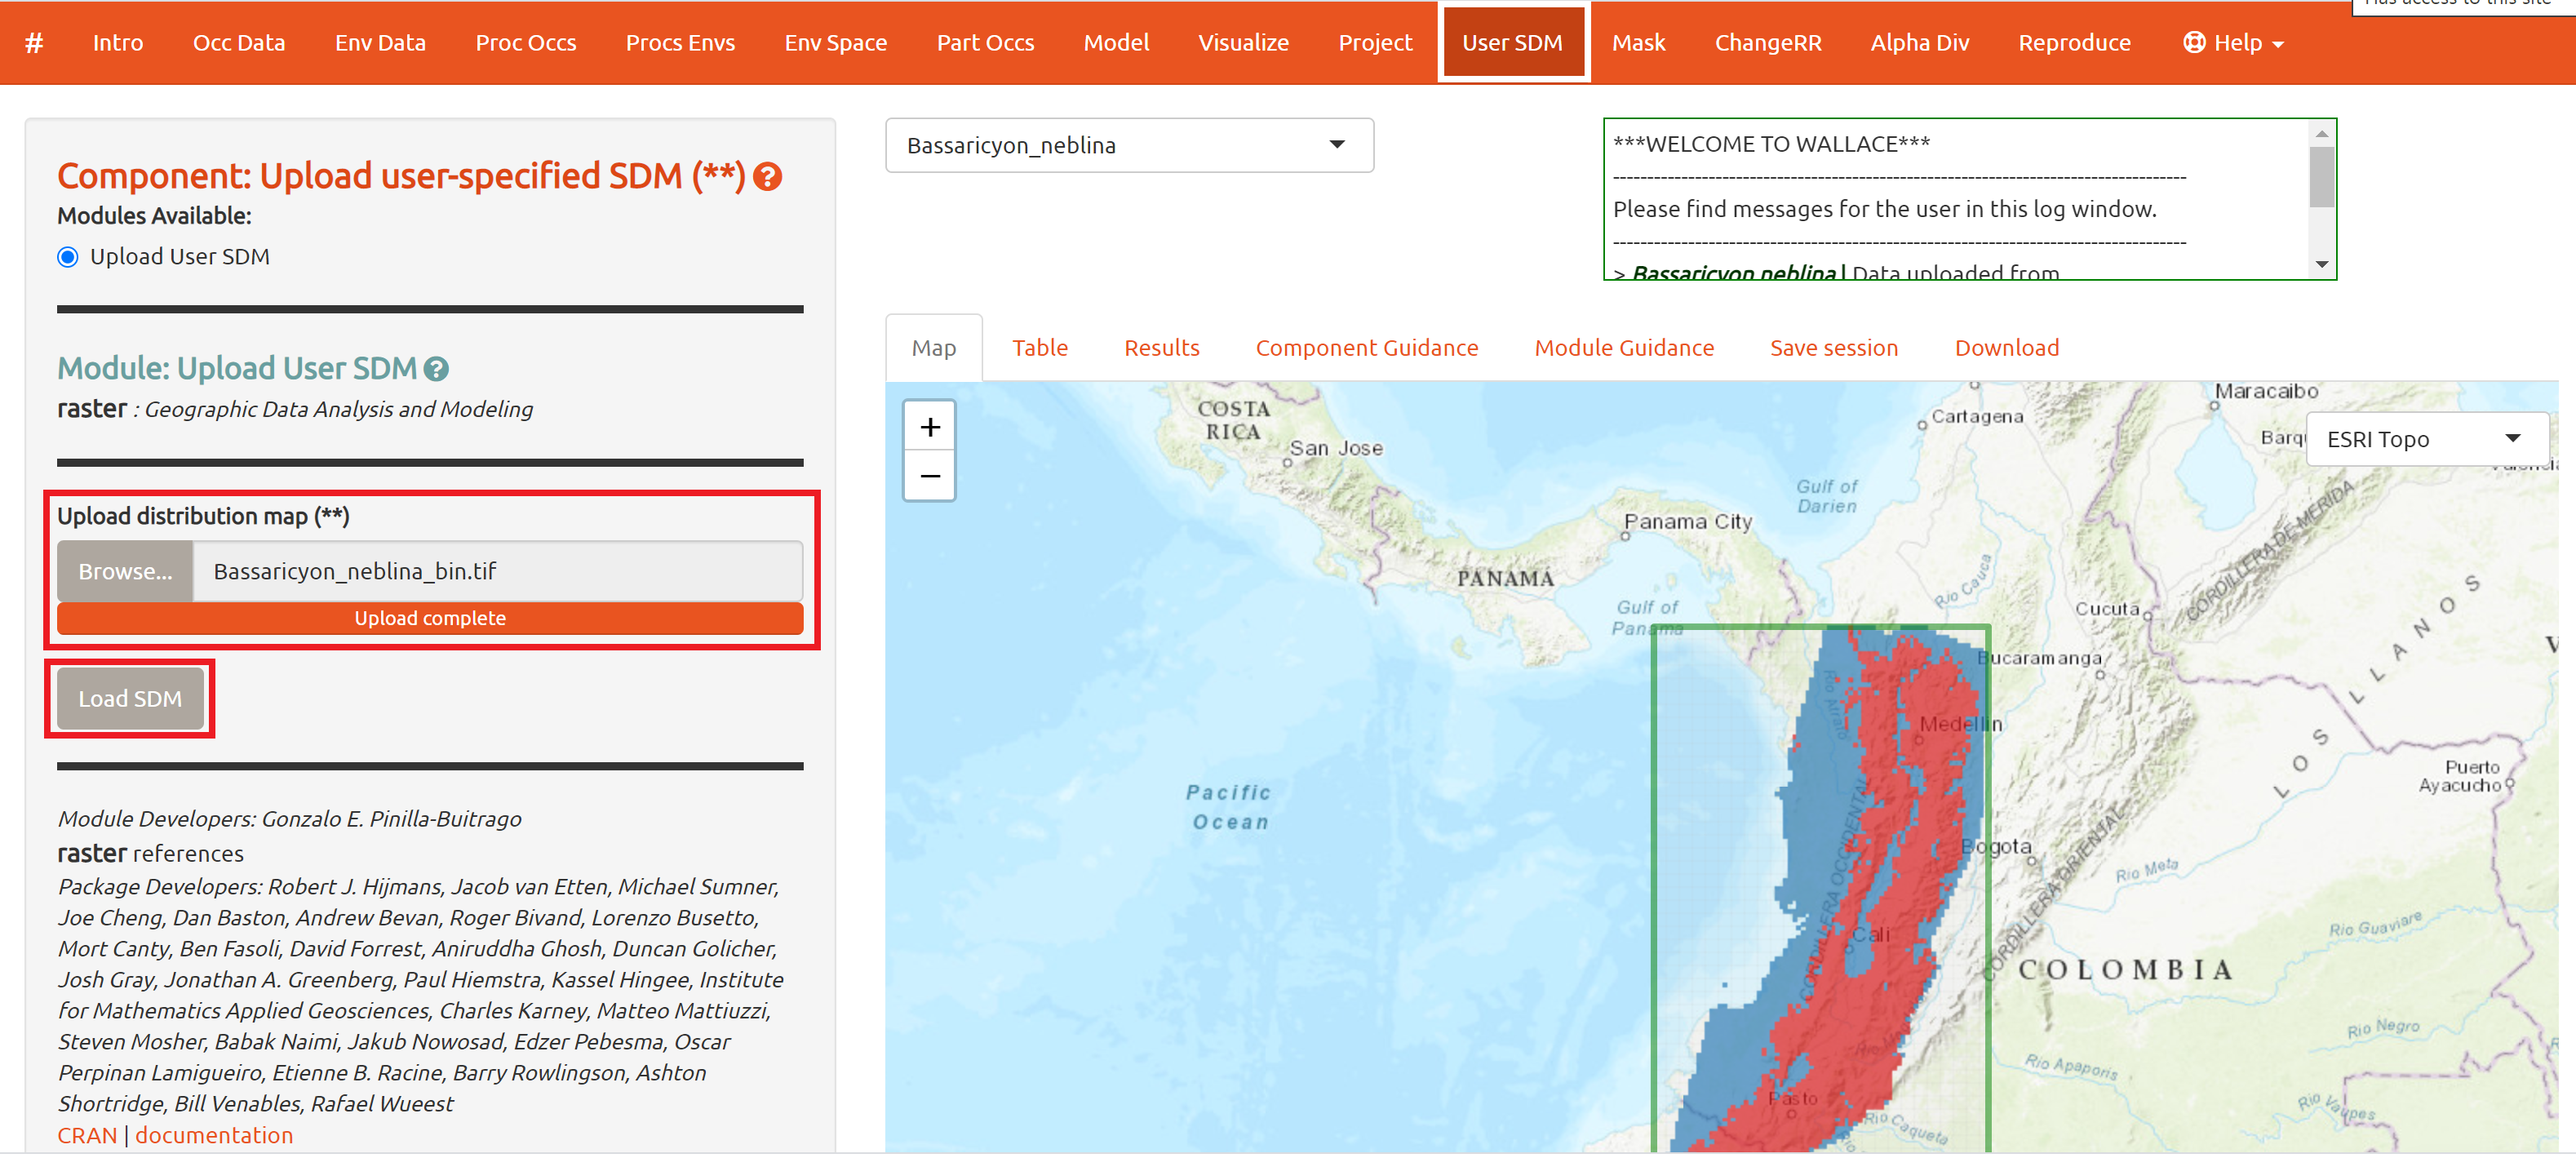 Has access to this site
# Intro Occ Data Env Data Proc Occs Procs Envs Env Space Part Occs Model Visualize Project User SDM Mask ChangeRR Alpha Div Reproduce Help
Component: Upload user-specified SDM (**)
Modules Available:
Upload User SDM
Module: Upload User SDM
raster : Geographic Data Analysis and Modeling
Upload distribution map (**)
Browse... Bassaricyon_neblina_bin.tif
Upload complete
Load SDM
Module Developers: Gonzalo E. Pinilla-Buitrago
raster references
Package Developers: Robert J. Hijmans, Jacob van Etten, Michael Sumner,
Joe Cheng, Dan Baston, Andrew Bevan, Roger Bivand, Lorenzo Busetto,
Mort Canty, Ben Fasoli, David Forrest, Aniruddha Ghosh, Duncan Golicher,
Josh Gray, Jonathan A. Greenberg, Paul Hiemstra, Kassel Hingee, Institute
for Mathematics Applied Geosciences, Charles Karney, Matteo Mattiuzzi,
Steven Mosher, Babak Naimi, Jakub Nowosad, Edzer Pebesma, Oscar
Perpinan Lamigueiro, Etienne B. Racine, Barry Rowlingson, Ashton
Shortridge, Bill Venables, Rafael Wueest
CRAN | documentation
Bassaricyon_neblina
***WELCOME TO WALLACE***
--------------------------------------------------------------------------------------
Please find messages for the user in this log window.
--------------------------------------------------------------------------------------
> Bassaricyon neblina | Data uploaded from
Map Table Results Component Guidance Module Guidance Save session Download
+
−
ESRI Topo
COSTA
RICA
San Jose
Cartagena
Maracaibo
Gulf of
Darien
Panama City
PANAMÁ
Gulf of
Panama
Rio Cauca
Cucuta
CORDILLERA DE MERIDA
LOS LLANOS
Bucaramanga
Rio Atrato
Medellin
Puerto
Ayacucho
Pacific
Ocean
CORDILLERA OCCIDENTAL
Bogota
CORDILLERA ORIENTAL
Rio Meta
Cali
COLOMBIA
Rio Guaviare
Rio Negro
Rio Apaporis
Pasto
Rio Caqueta
Rio Vaupes